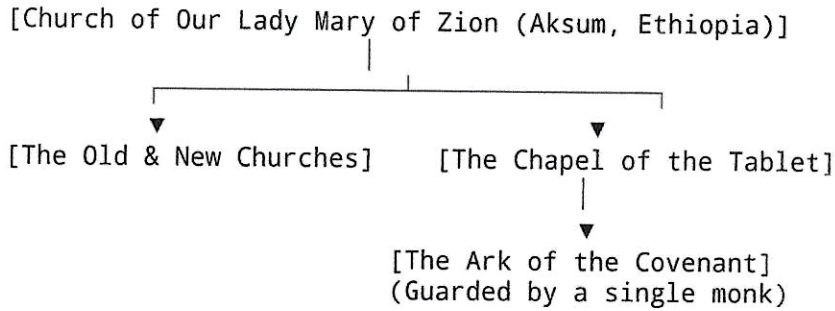 [Church of Our Lady Mary of Zion (Aksum, Ethiopia)]
[The Old & New Churches] [The Chapel of the Tablet]
[The Ark of the Covenant]
(Guarded by a single monk)